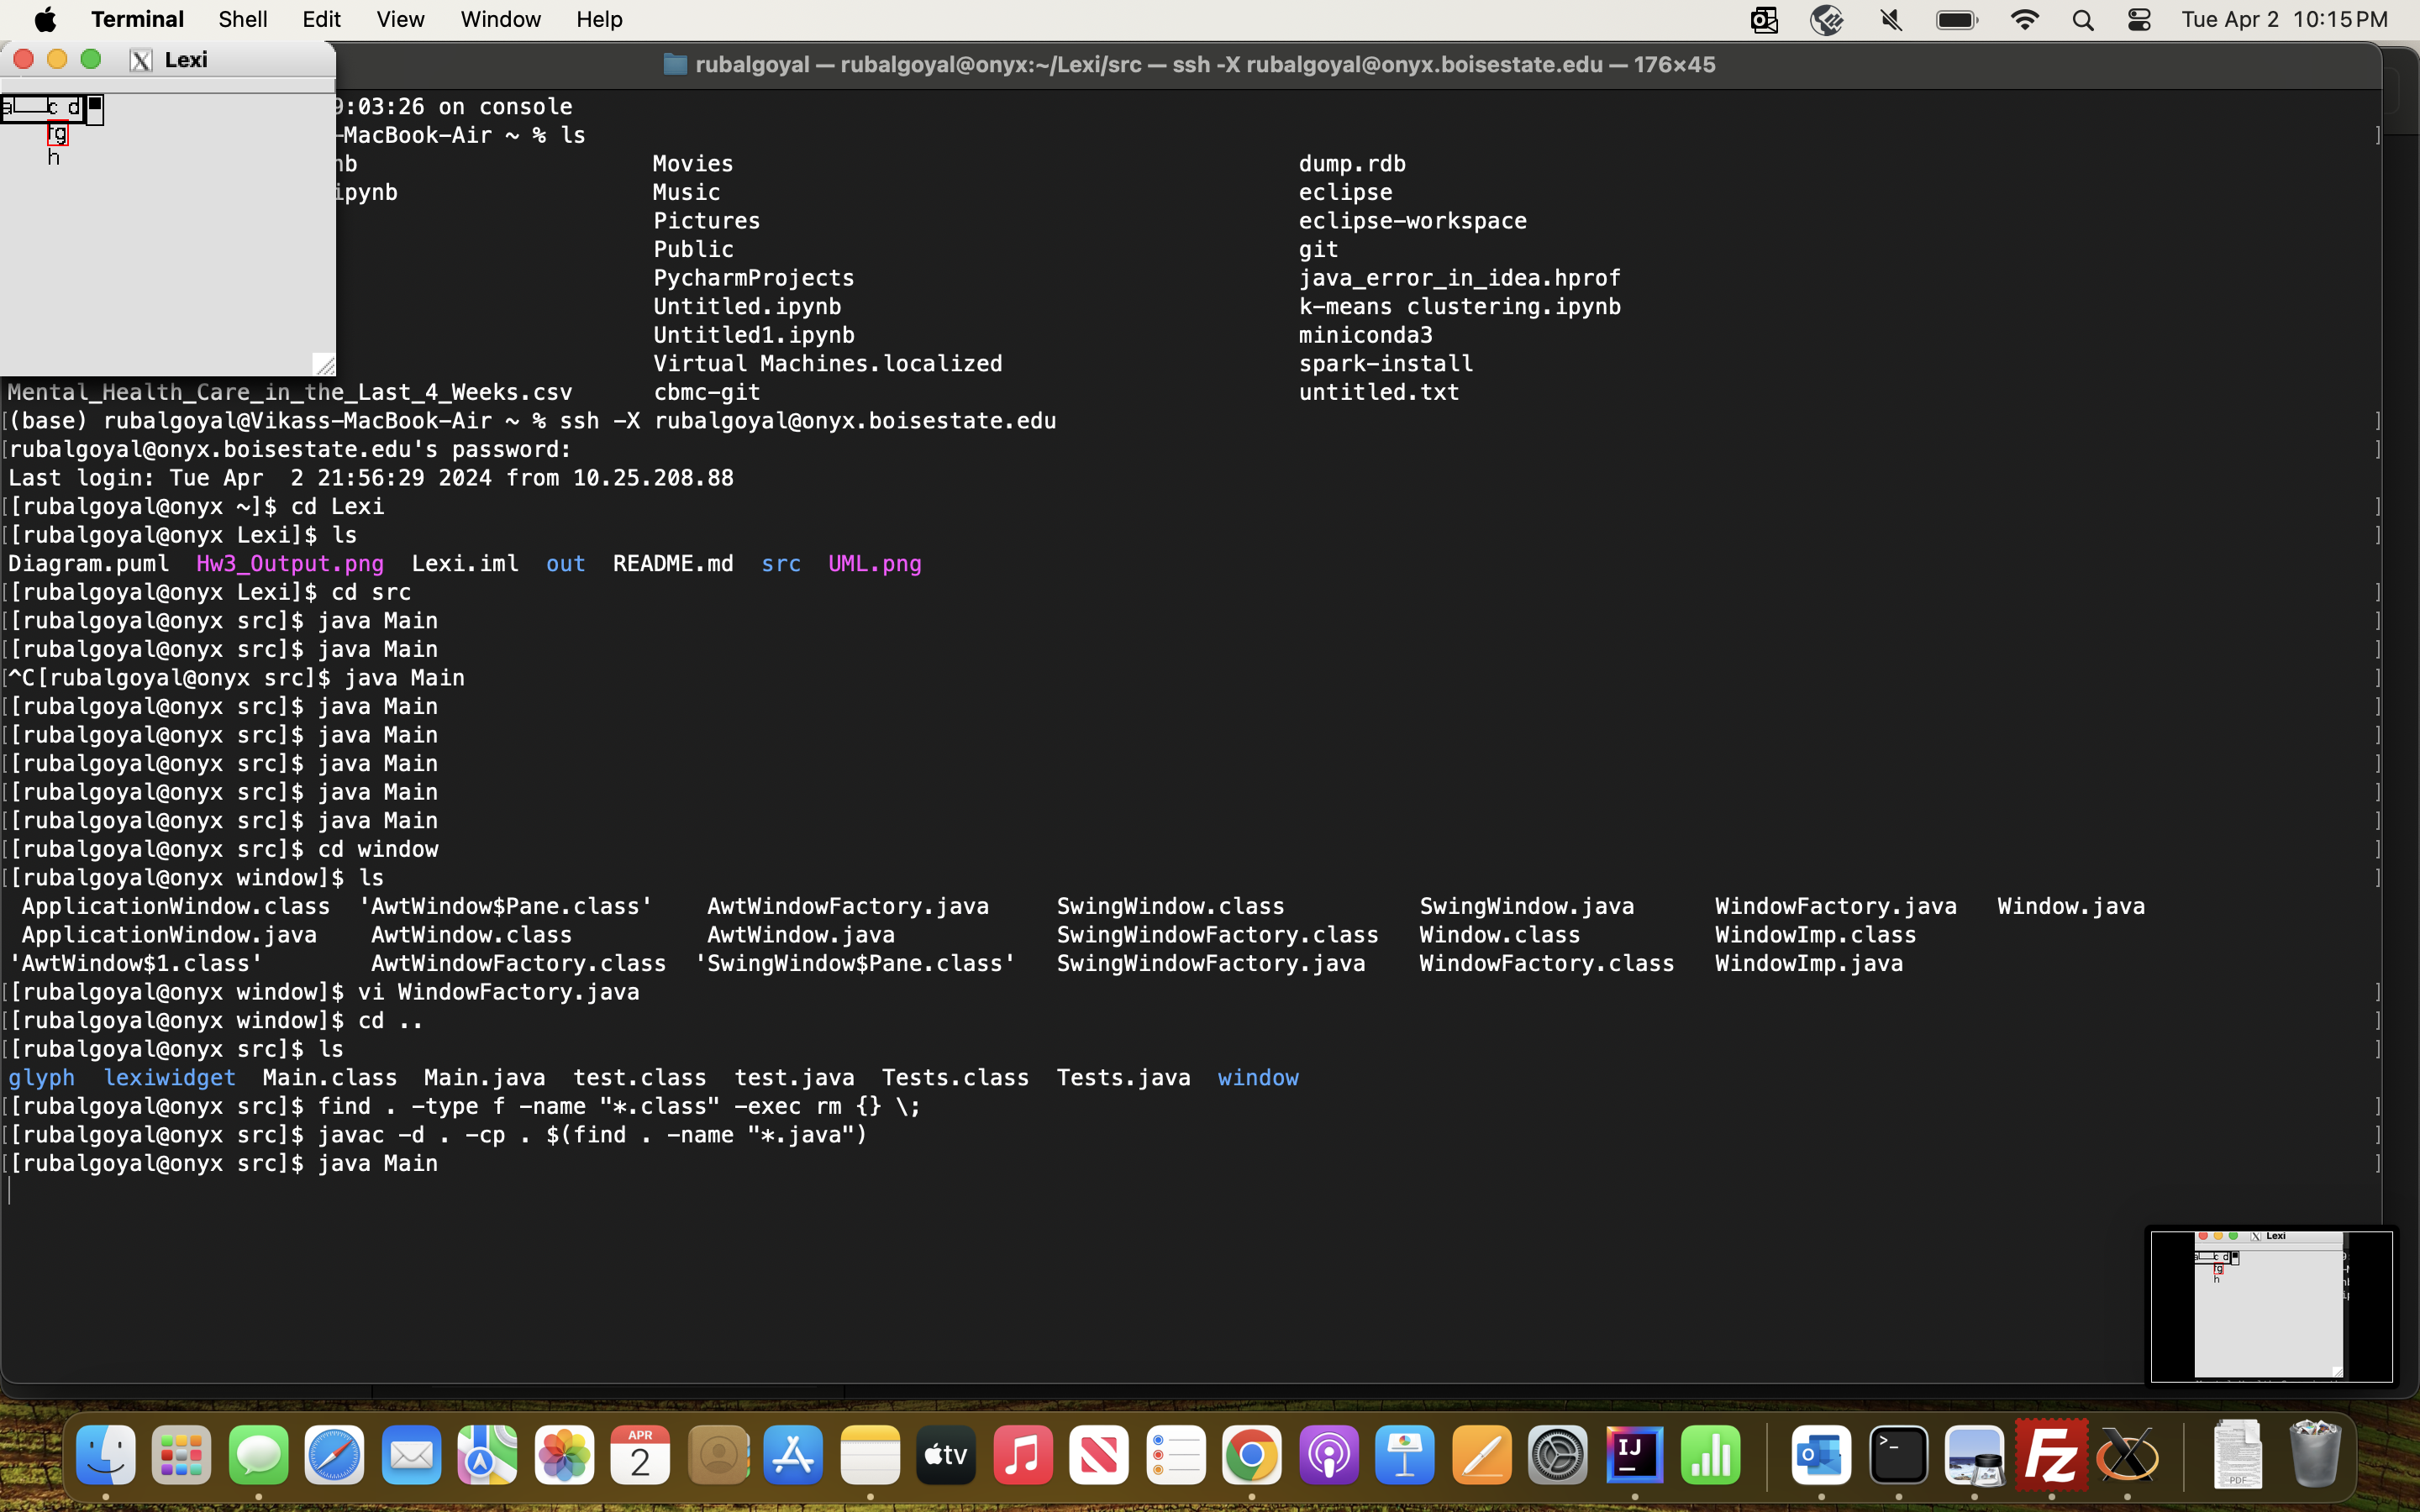 Terminal Shell Edit View Window Help Tue Apr 2 10:15 PM
Lexi
rubalgoyal — rubalgoyal@onyx:~/Lexi/src — ssh -X rubalgoyal@onyx.boisestate.edu — 176×45
a c d
fg
h
9:03:26 on console
-MacBook-Air ~ % ls
nb Movies dump.rdb
ipynb Music eclipse
Pictures eclipse-workspace
Public git
PycharmProjects java_error_in_idea.hprof
Untitled.ipynb k-means clustering.ipynb
Untitled1.ipynb miniconda3
Virtual Machines.localized spark-install
Mental_Health_Care_in_the_Last_4_Weeks.csv cbmc-git untitled.txt
[(base) rubalgoyal@Vikass-MacBook-Air ~ % ssh -X rubalgoyal@onyx.boisestate.edu ]
[rubalgoyal@onyx.boisestate.edu's password: ]
Last login: Tue Apr  2 21:56:29 2024 from 10.25.208.88
[[rubalgoyal@onyx ~]$ cd Lexi ]
[[rubalgoyal@onyx Lexi]$ ls ]
Diagram.puml Hw3_Output.png Lexi.iml out README.md src UML.png
[[rubalgoyal@onyx Lexi]$ cd src ]
[[rubalgoyal@onyx src]$ java Main ]
[[rubalgoyal@onyx src]$ java Main ]
[^C[rubalgoyal@onyx src]$ java Main ]
[[rubalgoyal@onyx src]$ java Main ]
[[rubalgoyal@onyx src]$ java Main ]
[[rubalgoyal@onyx src]$ java Main ]
[[rubalgoyal@onyx src]$ java Main ]
[[rubalgoyal@onyx src]$ java Main ]
[[rubalgoyal@onyx src]$ cd window ]
[[rubalgoyal@onyx window]$ ls ]
ApplicationWindow.class 'AwtWindow$Pane.class' AwtWindowFactory.java SwingWindow.class SwingWindow.java WindowFactory.java Window.java
ApplicationWindow.java AwtWindow.class AwtWindow.java SwingWindowFactory.class Window.class WindowImp.class
'AwtWindow$1.class' AwtWindowFactory.class 'SwingWindow$Pane.class' SwingWindowFactory.java WindowFactory.class WindowImp.java
[[rubalgoyal@onyx window]$ vi WindowFactory.java ]
[[rubalgoyal@onyx window]$ cd .. ]
[[rubalgoyal@onyx src]$ ls ]
glyph lexiwidget Main.class Main.java test.class test.java Tests.class Tests.java window
[[rubalgoyal@onyx src]$ find . -type f -name "*.class" -exec rm {} \; ]
[[rubalgoyal@onyx src]$ javac -d . -cp . $(find . -name "*.java") ]
[[rubalgoyal@onyx src]$ java Main ]
Lexi
c d
fg
h
APR
2
tv
IJ
>_
Fz
PDF